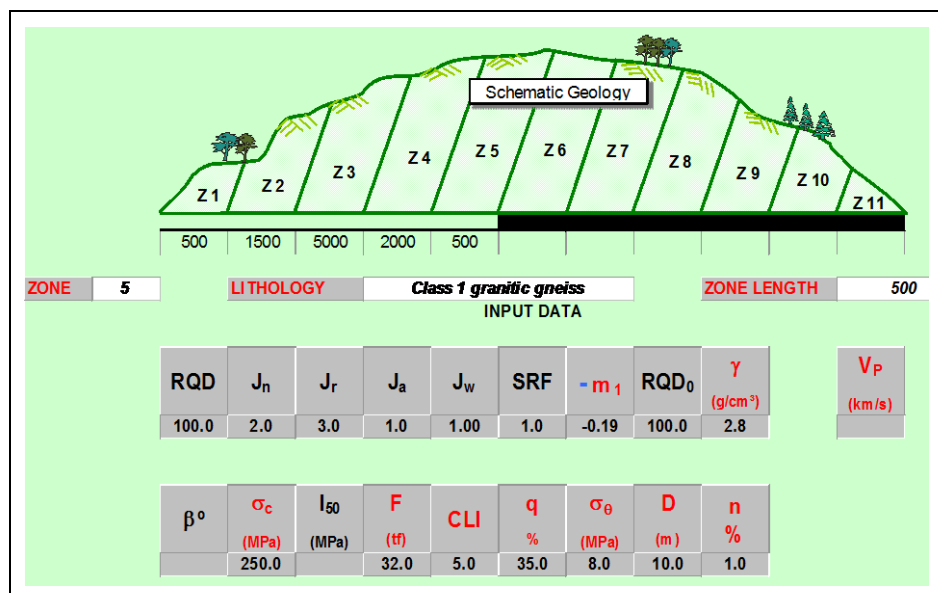 Schematic Geology
Z 1 Z 2 Z 3 Z 4 Z 5 Z 6 Z 7 Z 8 Z 9 Z 10 Z 11
500 1500 5000 2000 500
ZONE 5 LITHOLOGY Class 1 granitic gneiss ZONE LENGTH 500
INPUT DATA
RQD Jn Jr Ja Jw SRF - m 1 RQD0 γ (g/cm³) VP (km/s)
100.0 2.0 3.0 1.0 1.00 1.0 -0.19 100.0 2.8
β° σc (MPa) I50 (MPa) F (tf) CLI q % σθ (MPa) D (m) n %
250.0 32.0 5.0 35.0 8.0 10.0 1.0